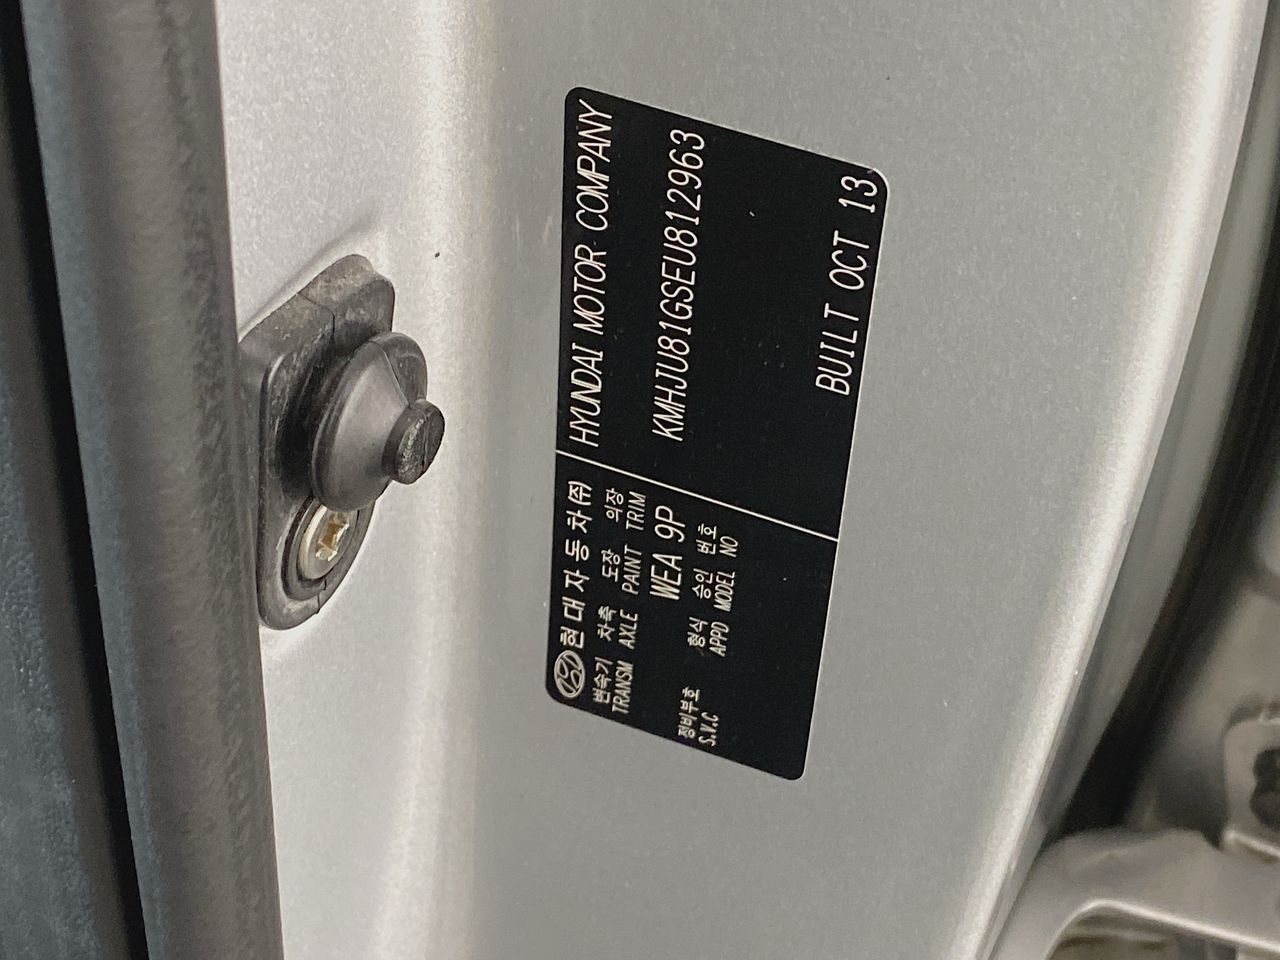 현대자동차(주) HYUNDAI MOTOR COMPANY
변속기 차축 도장 의장
TRANSM AXLE PAINT TRIM
WEA 9P KMHJU81GSEU812963
정비부호 형식 승인 번호
S.V.C APPD MODEL NO
BUILT OCT 13